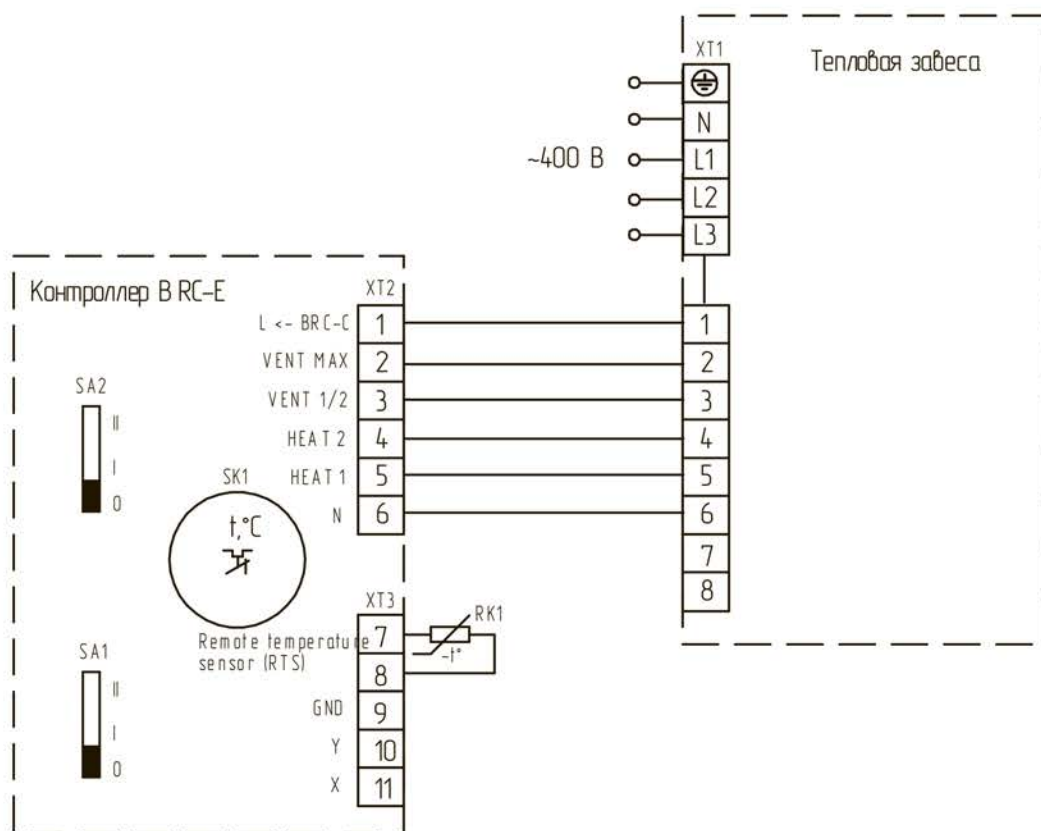 XT1
Тепловая завеса
N
~400 В
L1
L2
L3
Контроллер B RC-E
XT2
L <- BRC-C
1
1
VENT MAX
2
2
SA2
VENT 1/2
3
3
II
HEAT 2
4
4
I
SK1
HEAT 1
5
5
0
t,°C
N
6
6
7
8
XT3
RK1
7
-t°
Remote temperature
sensor (RTS)
SA1
8
II
GND
9
I
Y
10
0
X
11